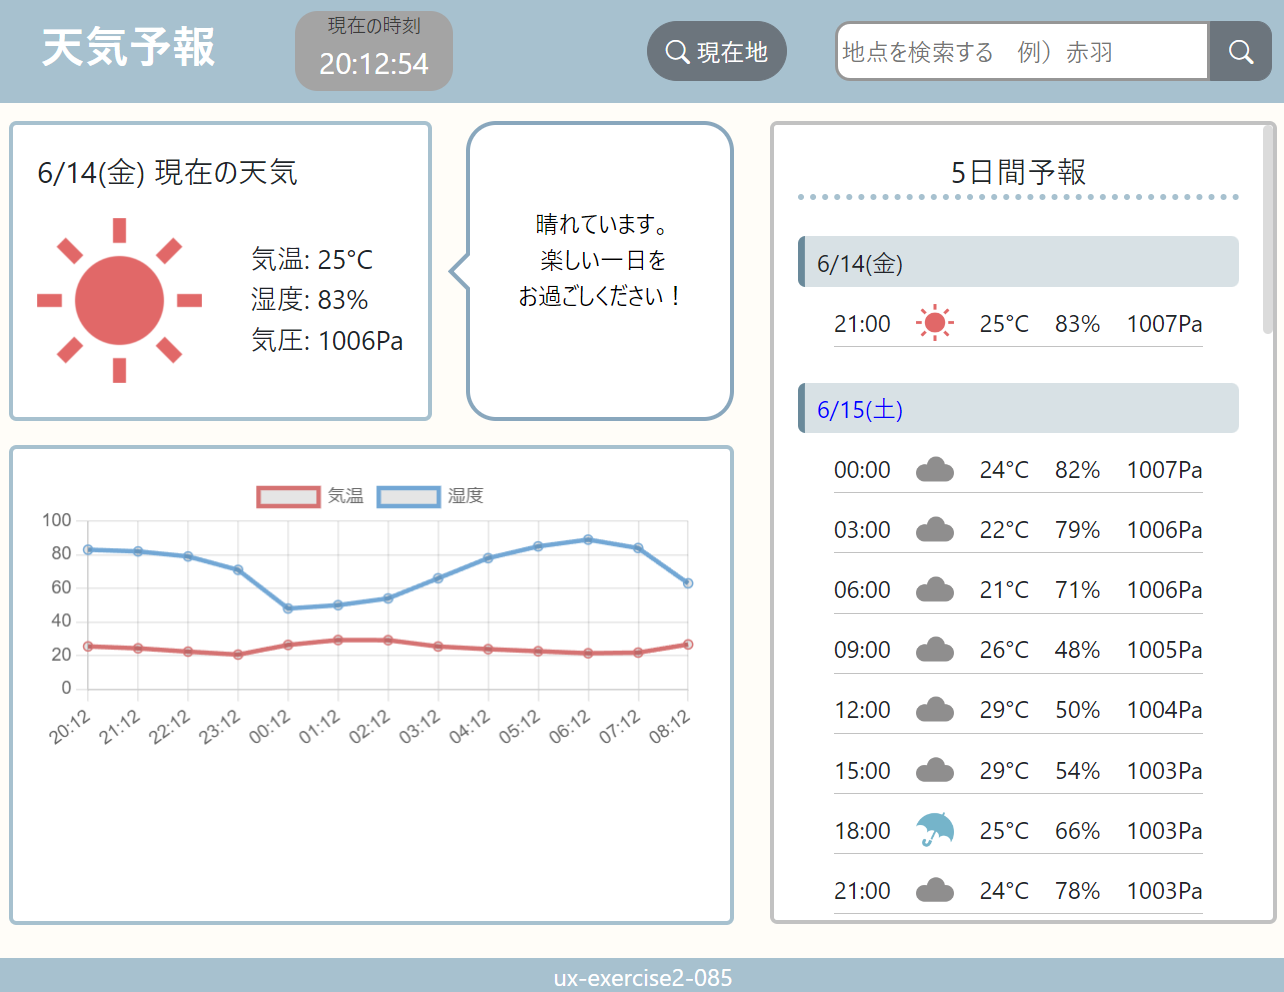 天気予報
現在の時刻
20:12:54
現在地
地点を検索する　例）赤羽
6/14(金) 現在の天気
気温: 25°C
湿度: 83%
気圧: 1006Pa
晴れています。
楽しい一日を
お過ごしください！
気温 湿度
100
80
60
40
20
0
20:12 21:12 22:12 23:12 00:12 01:12 02:12 03:12 04:12 05:12 06:12 07:12 08:12
5日間予報
6/14(金)
21:00 25°C 83% 1007Pa
6/15(土)
00:00 24°C 82% 1007Pa
03:00 22°C 79% 1006Pa
06:00 21°C 71% 1006Pa
09:00 26°C 48% 1005Pa
12:00 29°C 50% 1004Pa
15:00 29°C 54% 1003Pa
18:00 25°C 66% 1003Pa
21:00 24°C 78% 1003Pa
ux-exercise2-085